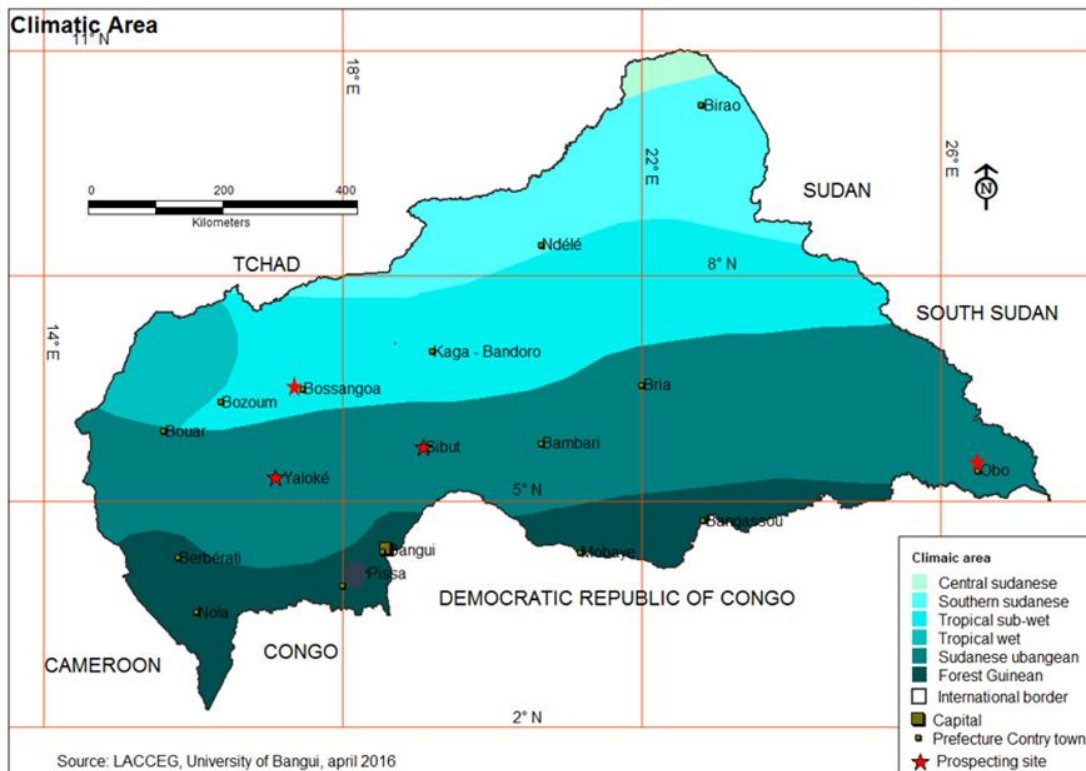 Climatic Area
11° N
18° E
22° E
26° E
Birao
0 200 400
Kilometers
N
SUDAN
Ndélé
TCHAD
8° N
SOUTH SUDAN
14° E
Kaga - Bandoro
Bossangoa
Bria
Bozoum
Bouar
Sibut
Bambari
Yaloké
Obo
5° N
Bangassou
Bangui
Mobaye
Berbérati
Pissa
DEMOCRATIC REPUBLIC OF CONGO
Nola
CONGO
CAMEROON
2° N
Climaic area
Central sudanese
Southern sudanese
Tropical sub-wet
Tropical wet
Sudanese ubangean
Forest Guinean
International border
Capital
Prefecture Contry town
Prospecting site
Source: LACCEG, University of Bangui, april 2016